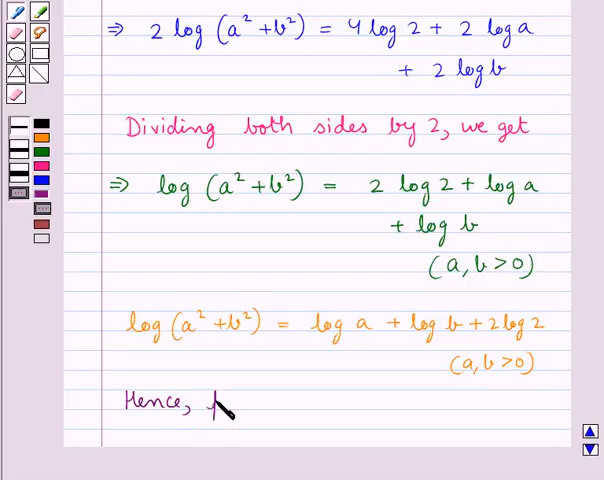 ⇒ 2 log (a² + b²) = 4 log 2 + 2 log a
+ 2 log b
Dividing both sides by 2, we get
⇒ log (a² + b²) = 2 log 2 + log a
+ log b
(a, b > 0)
log (a² + b²) = log a + log b + 2 log 2
(a, b > 0)
Hence,